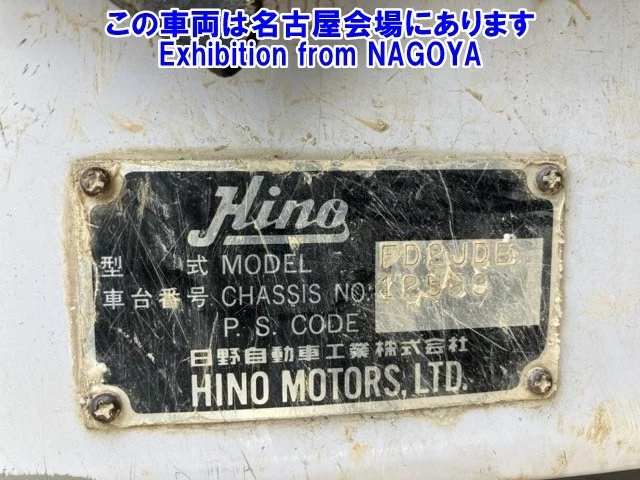 この車両は名古屋会場にあります
Exhibition from NAGOYA
Hino
型 式 MODEL
車台番号 CHASSIS NO.
P. S. CODE
日野自動車工業株式会社
HINO MOTORS, LTD.